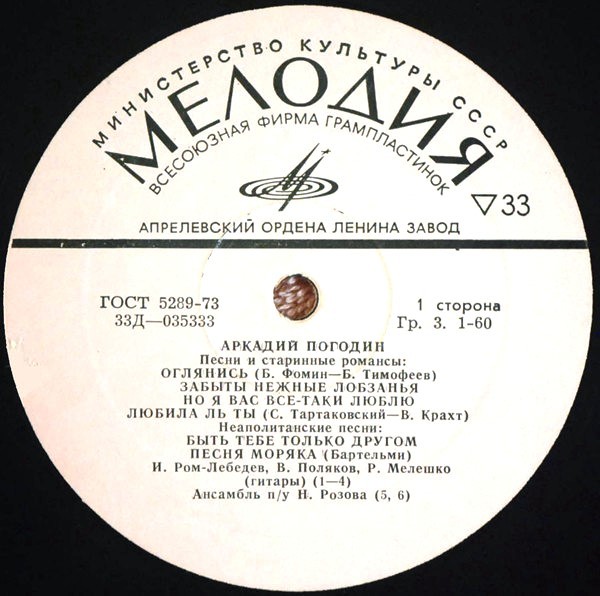 МИНИСТЕРСТВО КУЛЬТУРЫ СССР
МЕЛОДИЯ
ВСЕСОЮЗНАЯ ФИРМА ГРАМПЛАСТИНОК
▽33
АПРЕЛЕВСКИЙ ОРДЕНА ЛЕНИНА ЗАВОД
ГОСТ 5289-73
33Д—035333
1 сторона
Гр. 3. 1-60
АРКАДИЙ ПОГОДИН
Песни и старинные романсы:
ОГЛЯНИСЬ (Б. Фомин—Б. Тимофеев)
ЗАБЫТЫ НЕЖНЫЕ ЛОБЗАНЬЯ
НО Я ВАС ВСЕ-ТАКИ ЛЮБЛЮ
ЛЮБИЛА ЛЬ ТЫ (С. Тартаковский—В. Крахт)
Неаполитанские песни:
БЫТЬ ТЕБЕ ТОЛЬКО ДРУГОМ
ПЕСНЯ МОРЯКА (Бартельми)
И. Ром-Лебедев, В. Поляков, Р. Мелешко
(гитары) (1—4)
Ансамбль п/у Н. Розова (5, 6)